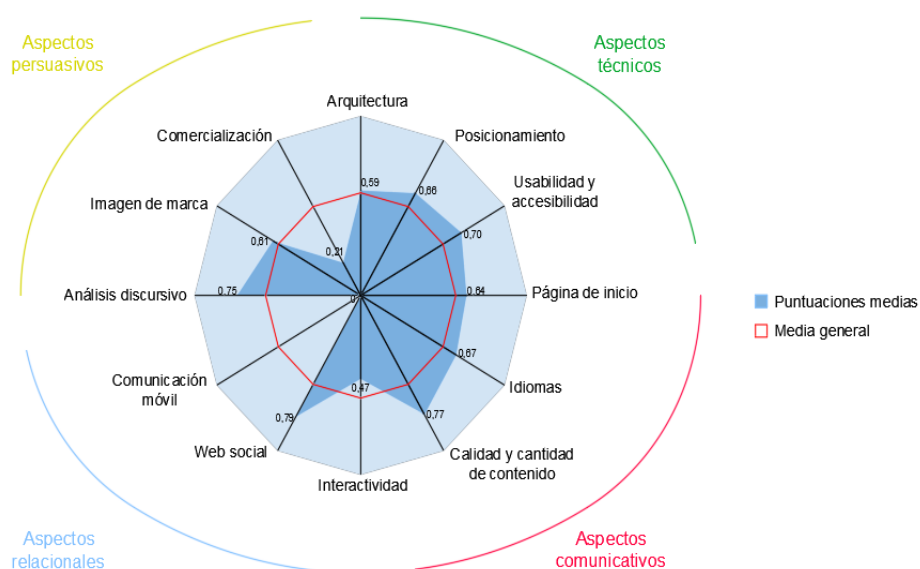 Aspectos
persuasivos
Aspectos
técnicos
Arquitectura
Comercialización
Posicionamiento
Usabilidad y
accesibilidad
Imagen de marca
0,59
0,66
0,70
0,61
0,21
Análisis discursivo
0,75
0
0,64
Página de inicio
Puntuaciones medias
Media general
0,67
Comunicación
móvil
Idiomas
0,47
0,79
0,77
Web social
Calidad y cantidad
de contenido
Interactividad
Aspectos
relacionales
Aspectos
comunicativos